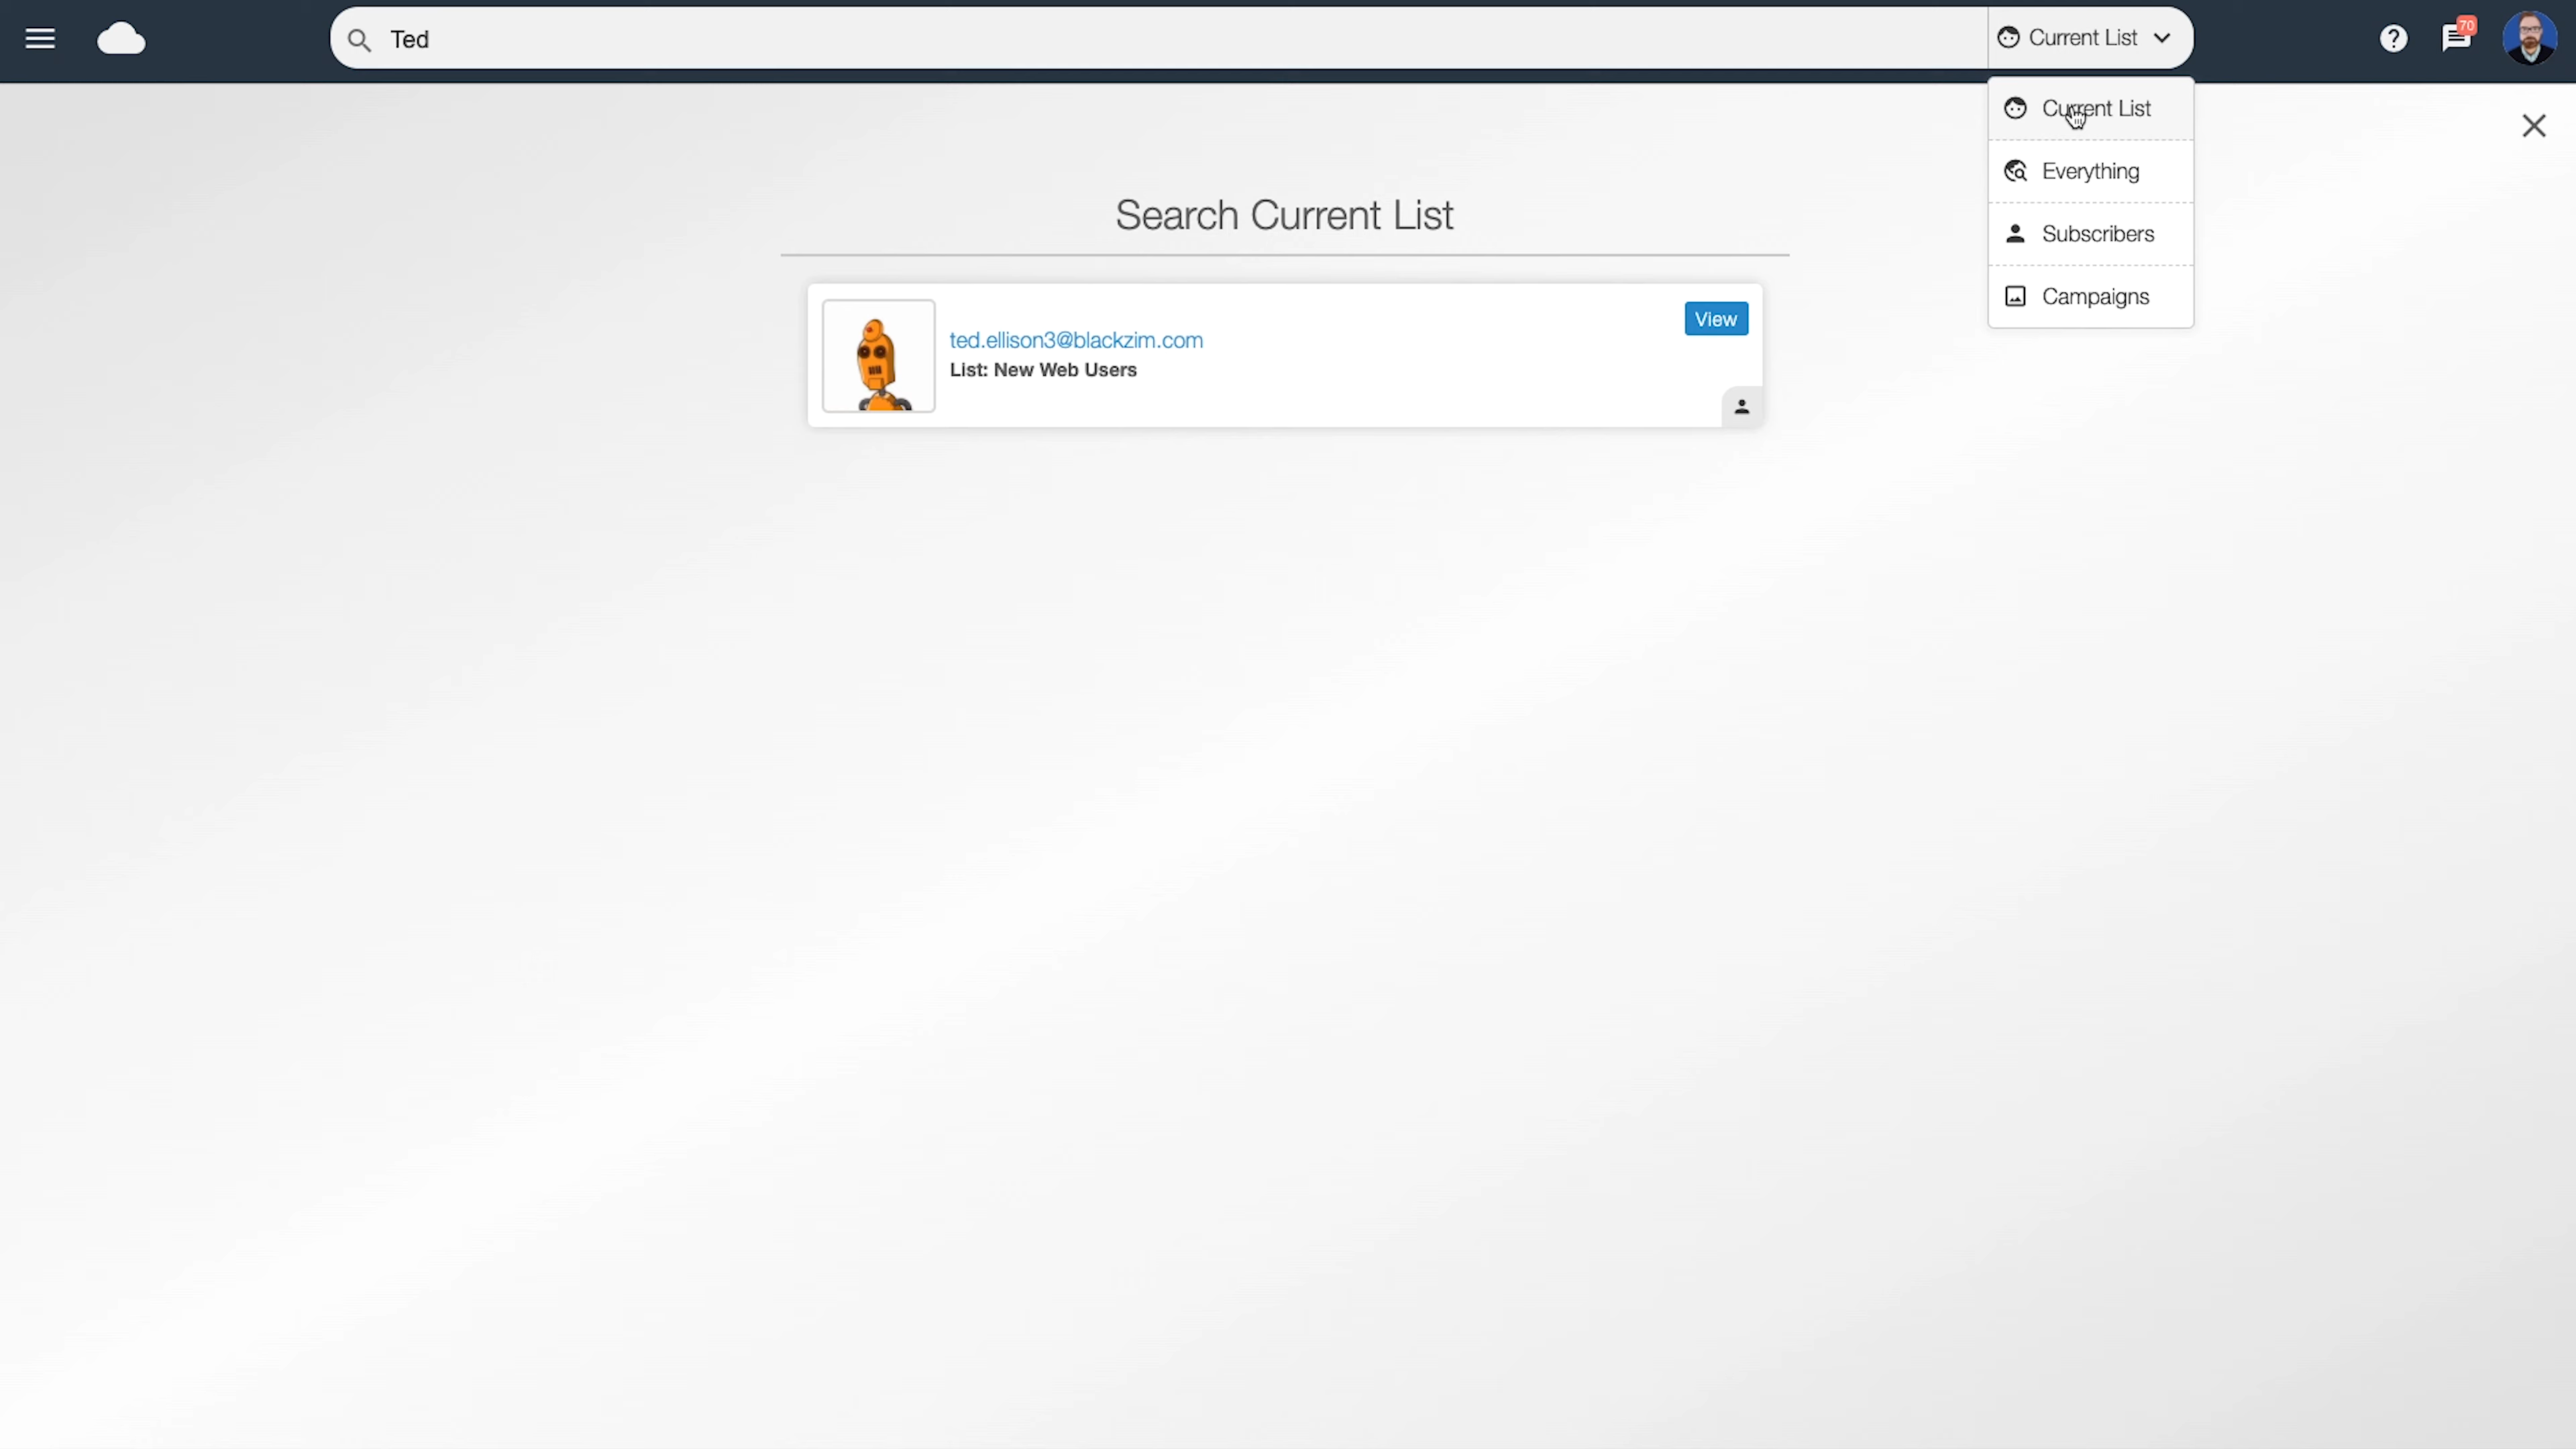 Ted
Current List
70
Current List
Everything
Subscribers
Campaigns
Search Current List
View
ted.ellison3@blackzim.com
List: New Web Users